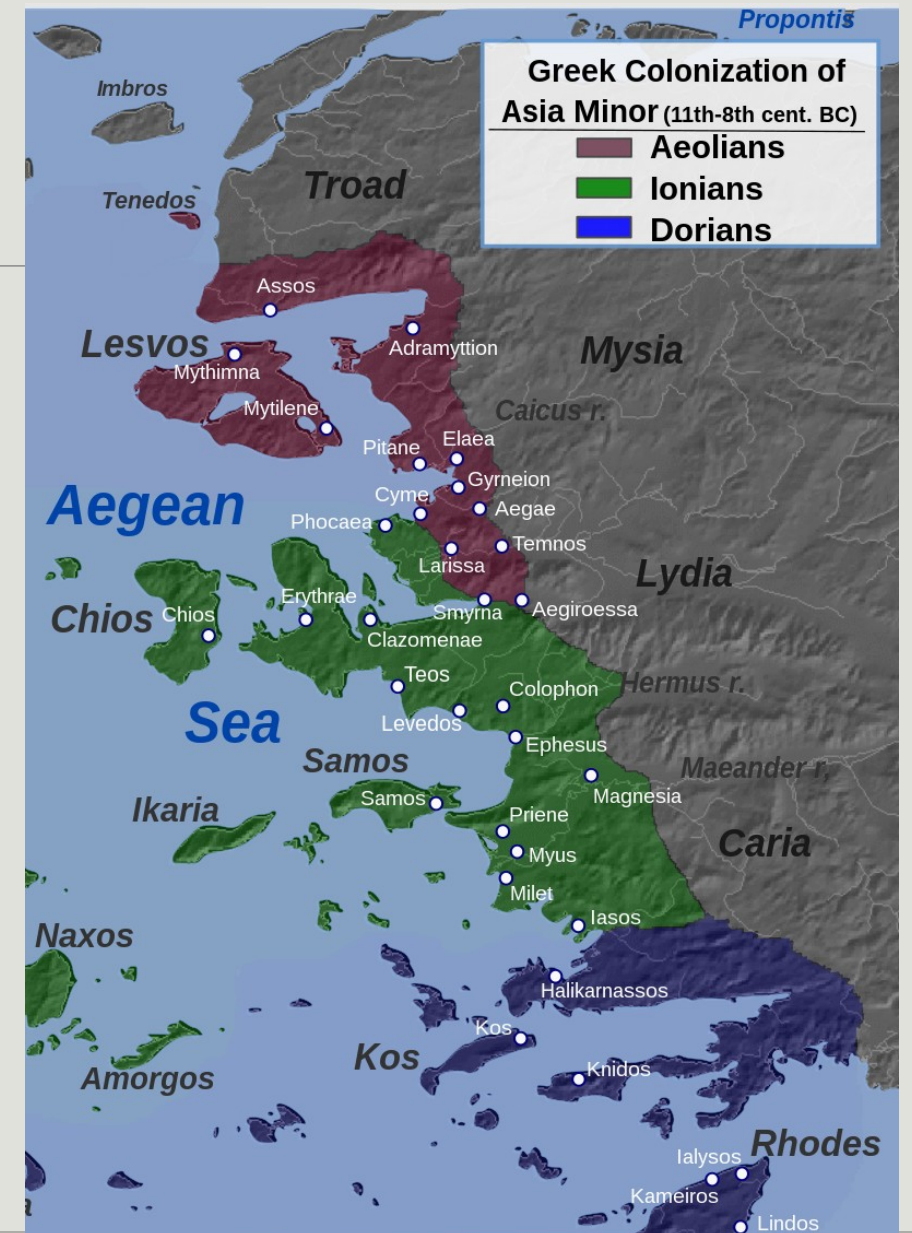 Propontis
Greek Colonization of
Asia Minor (11th-8th cent. BC)
Aeolians
Ionians
Dorians
Imbros
Troad
Tenedos
Assos
Lesvos
Adramyttion
Mysia
Mythimna
Mytilene
Caicus r.
Pitane
Elaea
Gyrneion
Cyme
Aegae
Aegean
Phocaea
Temnos
Larissa
Lydia
Erythrae
Chios
Chios
Smyrna
Aegiroessa
Clazomenae
Teos
Colophon
Hermus r.
Levedos
Sea
Ephesus
Samos
Maeander r,
Samos
Magnesia
Ikaria
Priene
Myus
Caria
Milet
Iasos
Naxos
Halikarnassos
Kos
Kos
Knidos
Amorgos
Rhodes
Ialysos
Kameiros
Lindos
a